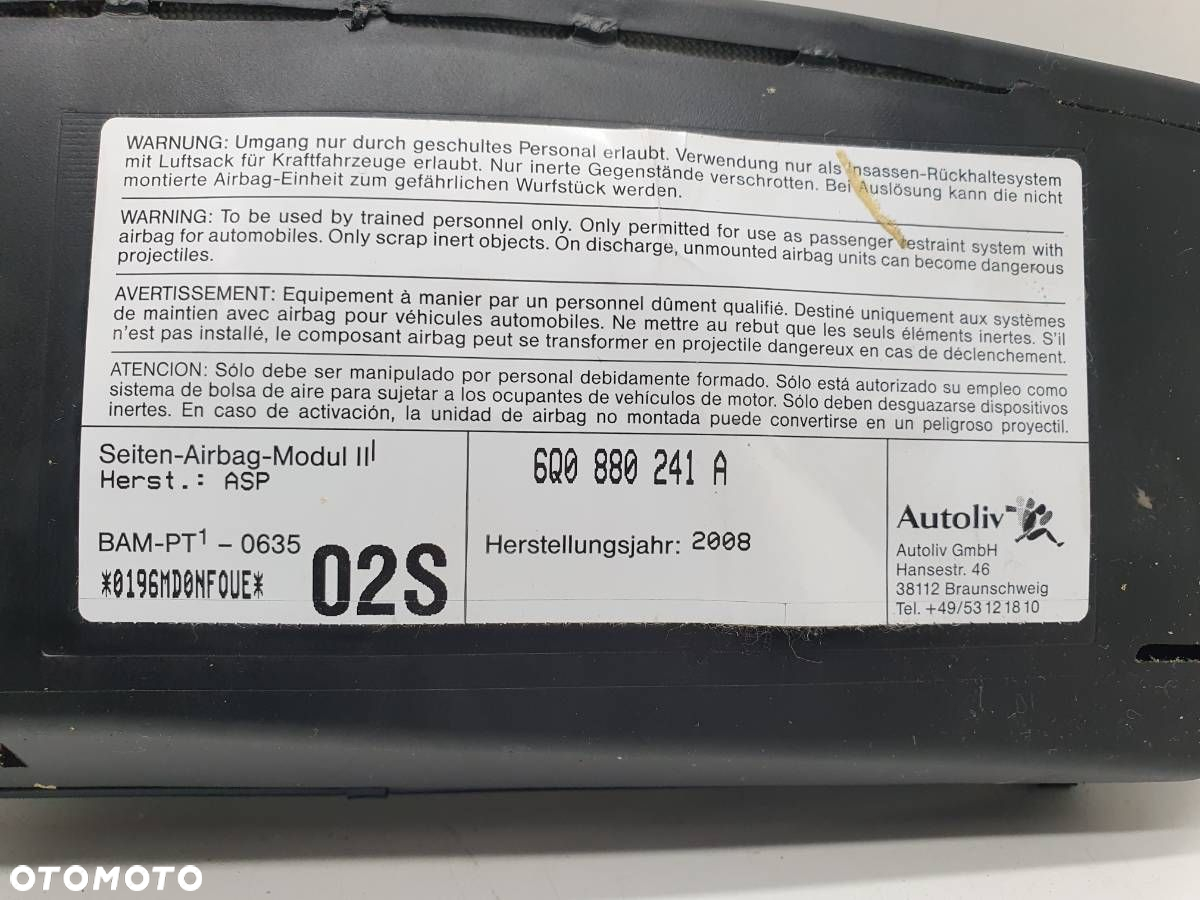 WARNUNG: Umgang nur durch geschultes Personal erlaubt. Verwendung nur als Insassen-Rückhaltesystem
mit Luftsack für Kraftfahrzeuge erlaubt. Nur inerte Gegenstände verschrotten. Bei Auslösung kann die nicht
montierte Airbag-Einheit zum gefährlichen Wurfstück werden.
WARNING: To be used by trained personnel only. Only permitted for use as passenger restraint system with
airbag for automobiles. Only scrap inert objects. On discharge, unmounted airbag units can become dangerous
projectiles.
AVERTISSEMENT: Equipement à manier par un personnel dûment qualifié. Destiné uniquement aux systèmes
de maintien avec airbag pour véhicules automobiles. Ne mettre au rebut que les seuls éléments inertes. S'il
n'est pas installé, le composant airbag peut se transformer en projectile dangereux en cas de déclenchement.
ATENCION: Sólo debe ser manipulado por personal debidamente formado. Sólo está autorizado su empleo como
sistema de bolsa de aire para sujetar a los ocupantes de vehículos de motor. Sólo deben desguazarse dispositivos
inertes. En caso de activación, la unidad de airbag no montada puede convertirse en un peligroso proyectil.
Seiten-Airbag-Modul III
Herst.: ASP
BAM-PT1 - 0635
*0196MD0NFOUE*
02S
6Q0 880 241 A
Herstellungsjahr: 2008
Autoliv
Autoliv GmbH
Hansestr. 46
38112 Braunschweig
Tel. +49/53 12 18 10
OTOMOTO